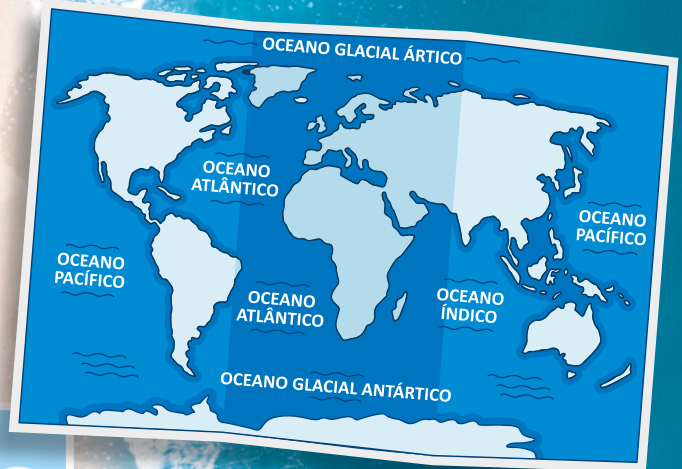 OCEANO GLACIAL ÁRTICO
OCEANO
ATLÂNTICO
OCEANO
PACÍFICO
OCEANO
PACÍFICO
OCEANO
ATLÂNTICO
OCEANO
ÍNDICO
OCEANO GLACIAL ANTÁRTICO